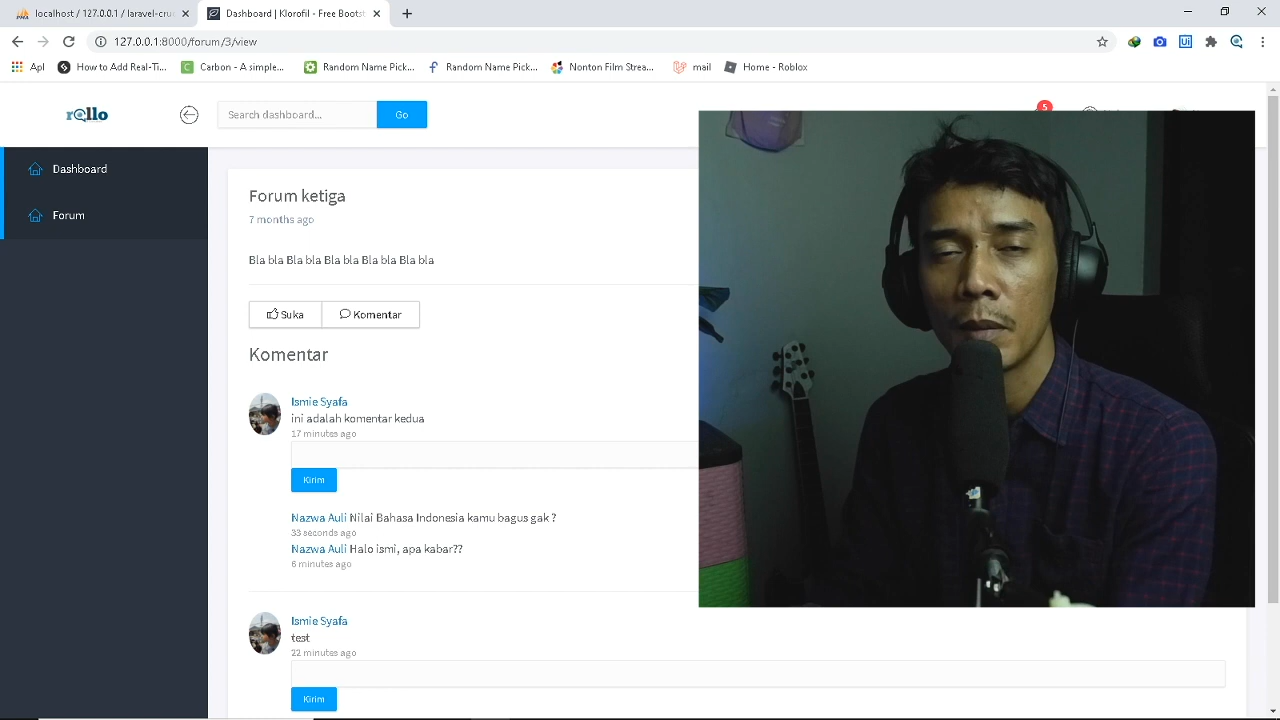 localhost / 127.0.0.1 / laravel-cruc
Dashboard | Klorofil - Free Bootst
127.0.0.1:8000/forum/3/view
Apl
How to Add Real-Ti...
Carbon - A simple...
Random Name Pick...
Random Name Pick...
Nonton Film Strea...
mail
Home - Roblox
rollo
Search dashboard...
Go
5
Dashboard
Forum
Forum ketiga
7 months ago
Bla bla Bla bla Bla bla Bla bla Bla bla
Suka
Komentar
Komentar
Ismie Syafa
ini adalah komentar kedua
17 minutes ago
Kirim
Nazwa Auli Nilai Bahasa Indonesia kamu bagus gak ?
33 seconds ago
Nazwa Auli Halo ismi, apa kabar??
6 minutes ago
Ismie Syafa
test
22 minutes ago
Kirim